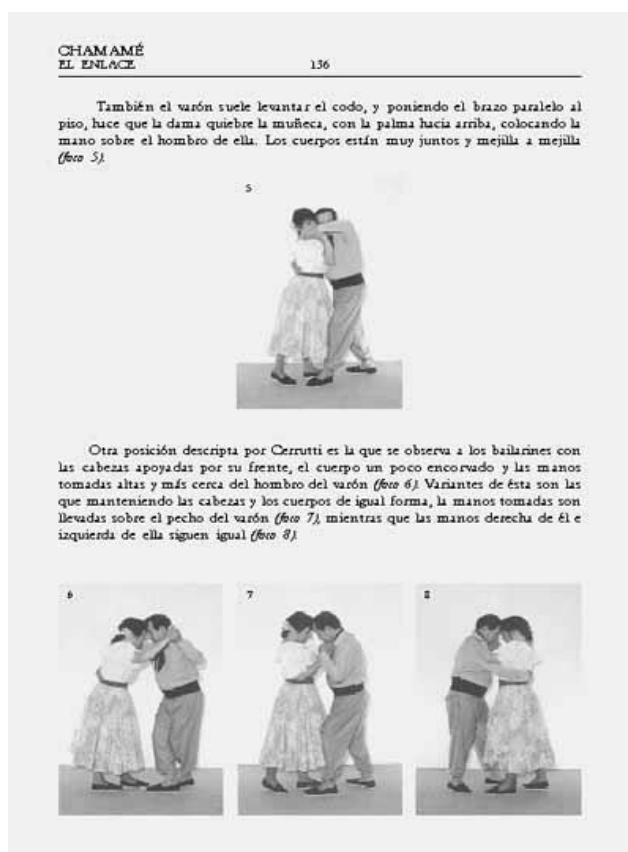 CHAMAMÉ
EL ENLACE 136
También el varón suele levantar el codo, y poniendo el brazo paralelo al
piso, hace que la dama quiebre la muñeca, con la palma hacia arriba, colocando la
mano sobre el hombro de ella. Los cuerpos están muy juntos y mejilla a mejilla
(foto 5).
5
Otra posición descripta por Cerrutti es la que se observa a los bailarines con
las cabezas apoyadas por su frente, el cuerpo un poco encorvado y las manos
tomadas altas y más cerca del hombro del varón (foto 6). Variantes de ésta son las
que manteniendo las cabezas y los cuerpos de igual forma, la manos tomadas son
llevadas sobre el pecho del varón (foto 7), mientras que las manos derecha de él e
izquierda de ella siguen igual (foto 8).
6 7 8